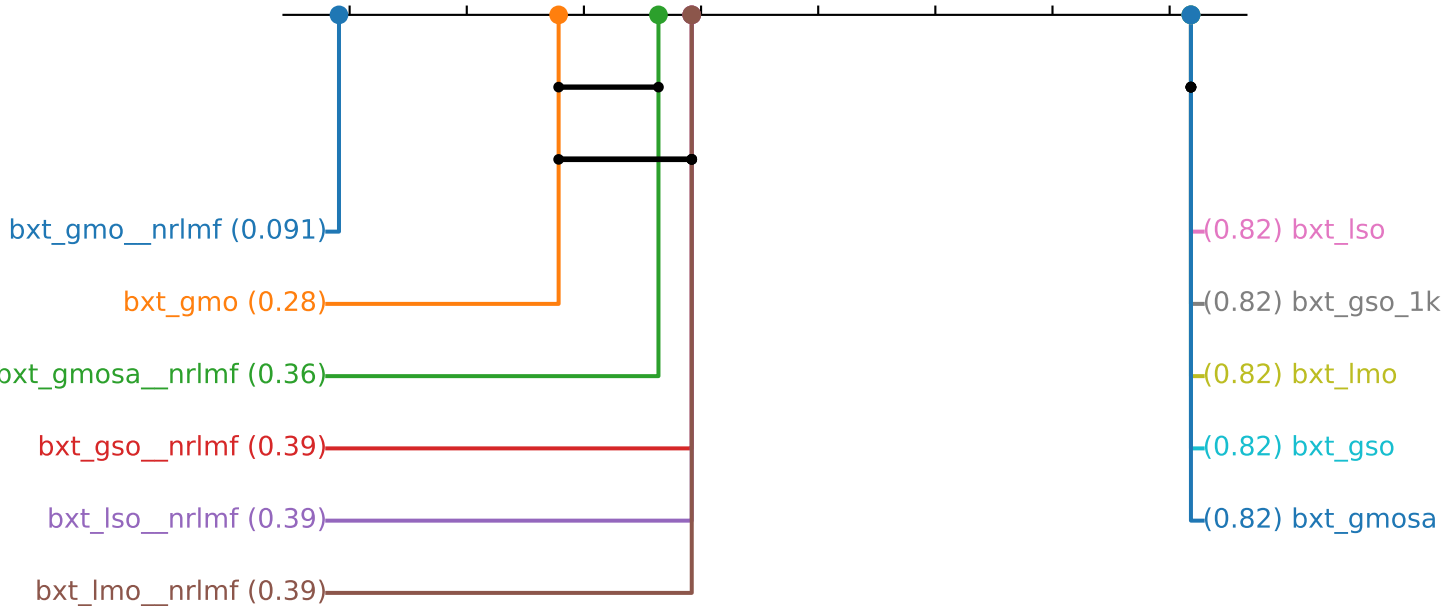 bxt_gmo__nrlmf (0.091)
(0.82) bxt_lso
bxt_gmo (0.28)
(0.82) bxt_gso_1k
bxt_gmosa__nrlmf (0.36)
(0.82) bxt_lmo
bxt_gso__nrlmf (0.39)
(0.82) bxt_gso
bxt_lso__nrlmf (0.39)
(0.82) bxt_gmosa
bxt_lmo__nrlmf (0.39)